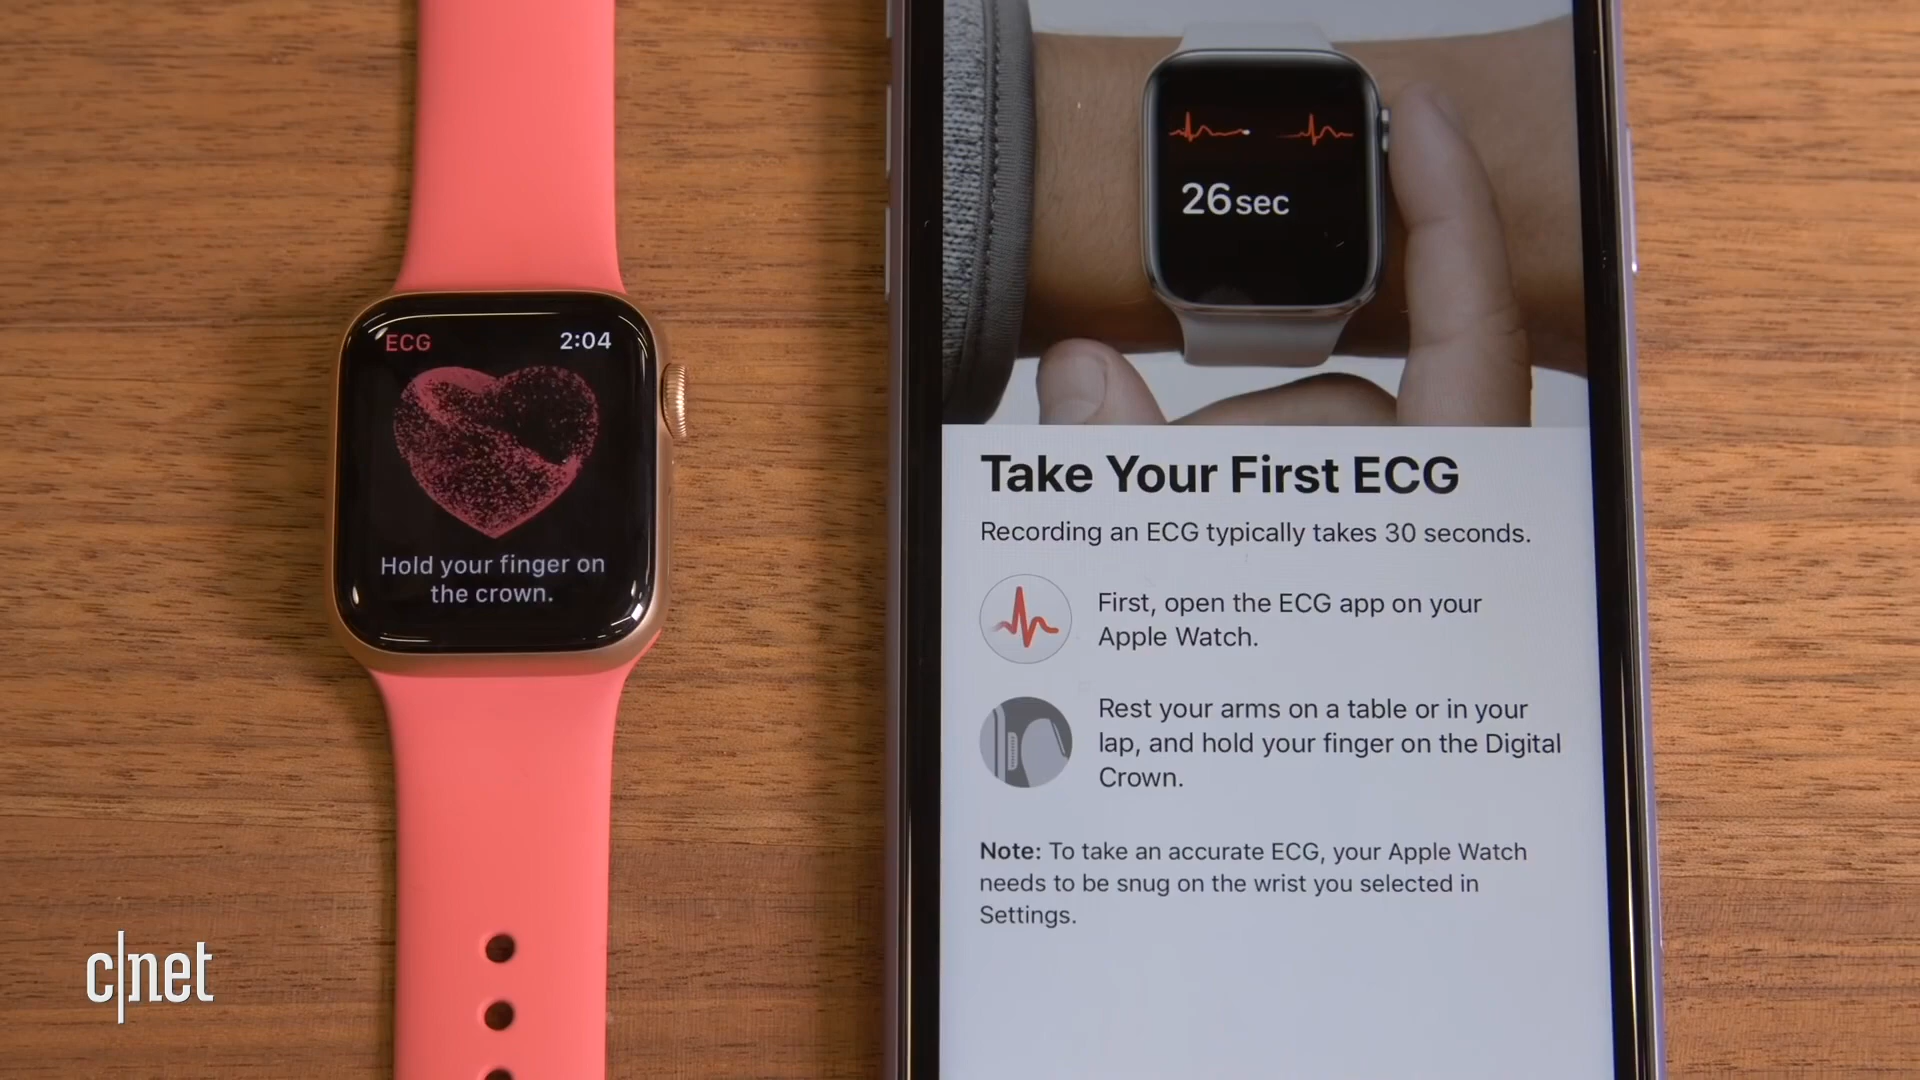 ECG
2:04
Hold your finger on
the crown.
c|net
26 sec
Take Your First ECG
Recording an ECG typically takes 30 seconds.
First, open the ECG app on your
Apple Watch.
Rest your arms on a table or in your
lap, and hold your finger on the Digital
Crown.
Note: To take an accurate ECG, your Apple Watch
needs to be snug on the wrist you selected in
Settings.